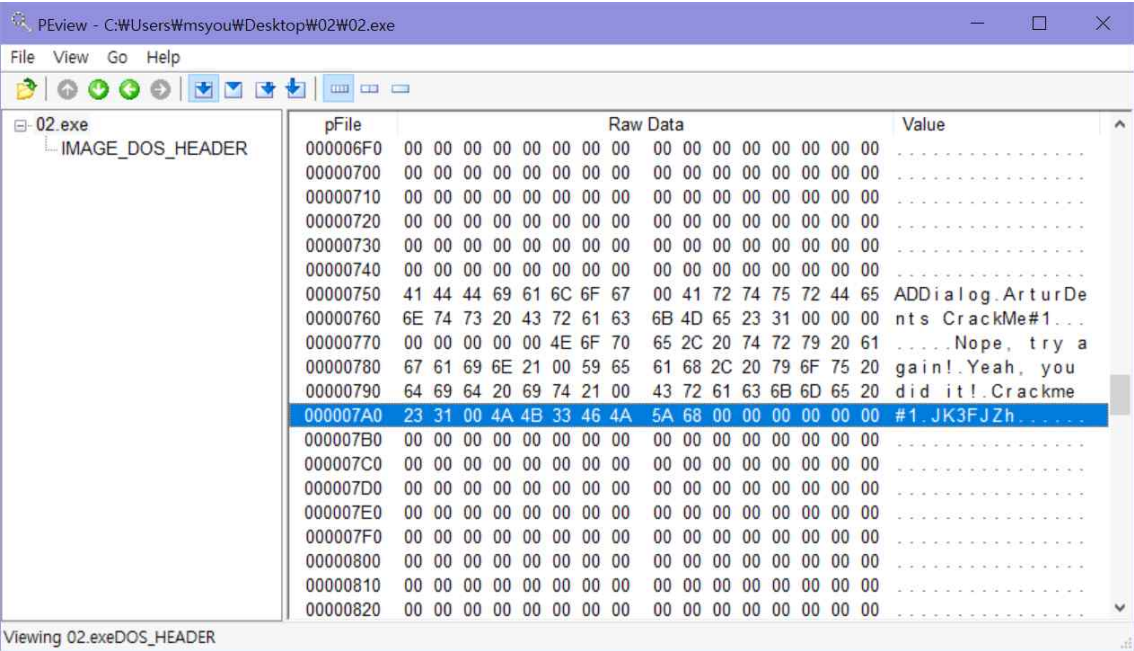 PEview - C:₩Users₩msyou₩Desktop₩02₩02.exe
File View Go Help
02.exe
IMAGE_DOS_HEADER
pFile Raw Data Value
000006F0 00 00 00 00 00 00 00 00 00 00 00 00 00 00 00 00 ................
00000700 00 00 00 00 00 00 00 00 00 00 00 00 00 00 00 00 ................
00000710 00 00 00 00 00 00 00 00 00 00 00 00 00 00 00 00 ................
00000720 00 00 00 00 00 00 00 00 00 00 00 00 00 00 00 00 ................
00000730 00 00 00 00 00 00 00 00 00 00 00 00 00 00 00 00 ................
00000740 00 00 00 00 00 00 00 00 00 00 00 00 00 00 00 00 ................
00000750 41 44 44 69 61 6C 6F 67 00 41 72 74 75 72 44 65 ADDialog.ArturDe
00000760 6E 74 73 20 43 72 61 63 6B 4D 65 23 31 00 00 00 nts CrackMe#1...
00000770 00 00 00 00 00 4E 6F 70 65 2C 20 74 72 79 20 61 .....Nope, try a
00000780 67 61 69 6E 21 00 59 65 61 68 2C 20 79 6F 75 20 gain!.Yeah, you
00000790 64 69 64 20 69 74 21 00 43 72 61 63 6B 6D 65 20 did it!.Crackme
000007A0 23 31 00 4A 4B 33 46 4A 5A 68 00 00 00 00 00 00 #1.JK3FJZh......
000007B0 00 00 00 00 00 00 00 00 00 00 00 00 00 00 00 00 ................
000007C0 00 00 00 00 00 00 00 00 00 00 00 00 00 00 00 00 ................
000007D0 00 00 00 00 00 00 00 00 00 00 00 00 00 00 00 00 ................
000007E0 00 00 00 00 00 00 00 00 00 00 00 00 00 00 00 00 ................
000007F0 00 00 00 00 00 00 00 00 00 00 00 00 00 00 00 00 ................
00000800 00 00 00 00 00 00 00 00 00 00 00 00 00 00 00 00 ................
00000810 00 00 00 00 00 00 00 00 00 00 00 00 00 00 00 00 ................
00000820 00 00 00 00 00 00 00 00 00 00 00 00 00 00 00 00 ................
Viewing 02.exeDOS_HEADER